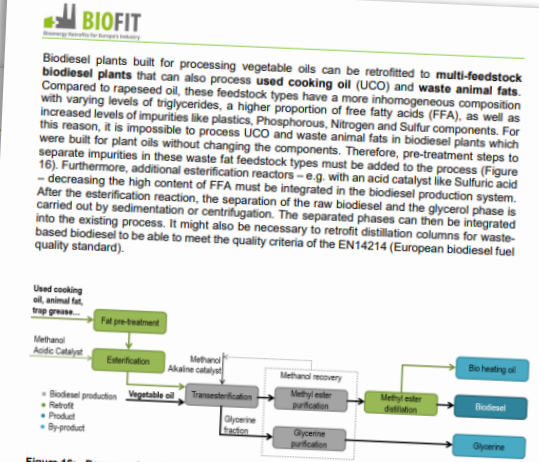 BIOFIT
Bioenergy Retrofits for Europe's Industry
Biodiesel plants built for processing vegetable oils can be retrofitted to multi-feedstock
biodiesel plants that can also process used cooking oil (UCO) and waste animal fats.
Compared to rapeseed oil, these feedstock types have a more inhomogeneous composition
with varying levels of triglycerides, a higher proportion of free fatty acids (FFA), as well as
increased levels of impurities like plastics, Phosphorous, Nitrogen and Sulfur components. For
this reason, it is impossible to process UCO and waste animal fats in biodiesel plants which
were built for plant oils without changing the components. Therefore, pre-treatment steps to
separate impurities in these waste fat feedstock types must be added to the process (Figure
16). Furthermore, additional esterification reactors – e.g. with an acid catalyst like Sulfuric acid
– decreasing the high content of FFA must be integrated in the biodiesel production system.
After the esterification reaction, the separation of the raw biodiesel and the glycerol phase is
carried out by sedimentation or centrifugation. The separated phases can then be integrated
into the existing process. It might also be necessary to retrofit distillation columns for waste-
based biodiesel to be able to meet the quality criteria of the EN14214 (European biodiesel fuel
quality standard).
Used cooking
oil, animal fat,
trap grease...
Fat pre-treatment
Methanol
Acidic Catalyst
Esterification
Methanol
Alkaline catalyst
Methanol recovery
Bio heating oil
Biodiesel production
Retrofit
Product
By-product
Vegetable oil
Transesterification
Methyl ester
purification
Methyl ester
distillation
Biodiesel
Glycerine
fraction
Glycerine
purification
Glycerine
Figure 16: